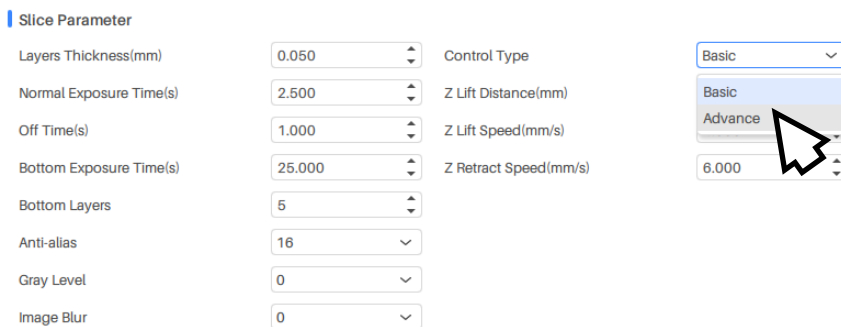 Slice Parameter
Layers Thickness(mm) 0.050 Control Type Basic
Normal Exposure Time(s) 2.500 Z Lift Distance(mm) Basic
Off Time(s) 1.000 Z Lift Speed(mm/s) Advance
Bottom Exposure Time(s) 25.000 Z Retract Speed(mm/s) 6.000
Bottom Layers 5
Anti-alias 16
Gray Level 0
Image Blur 0